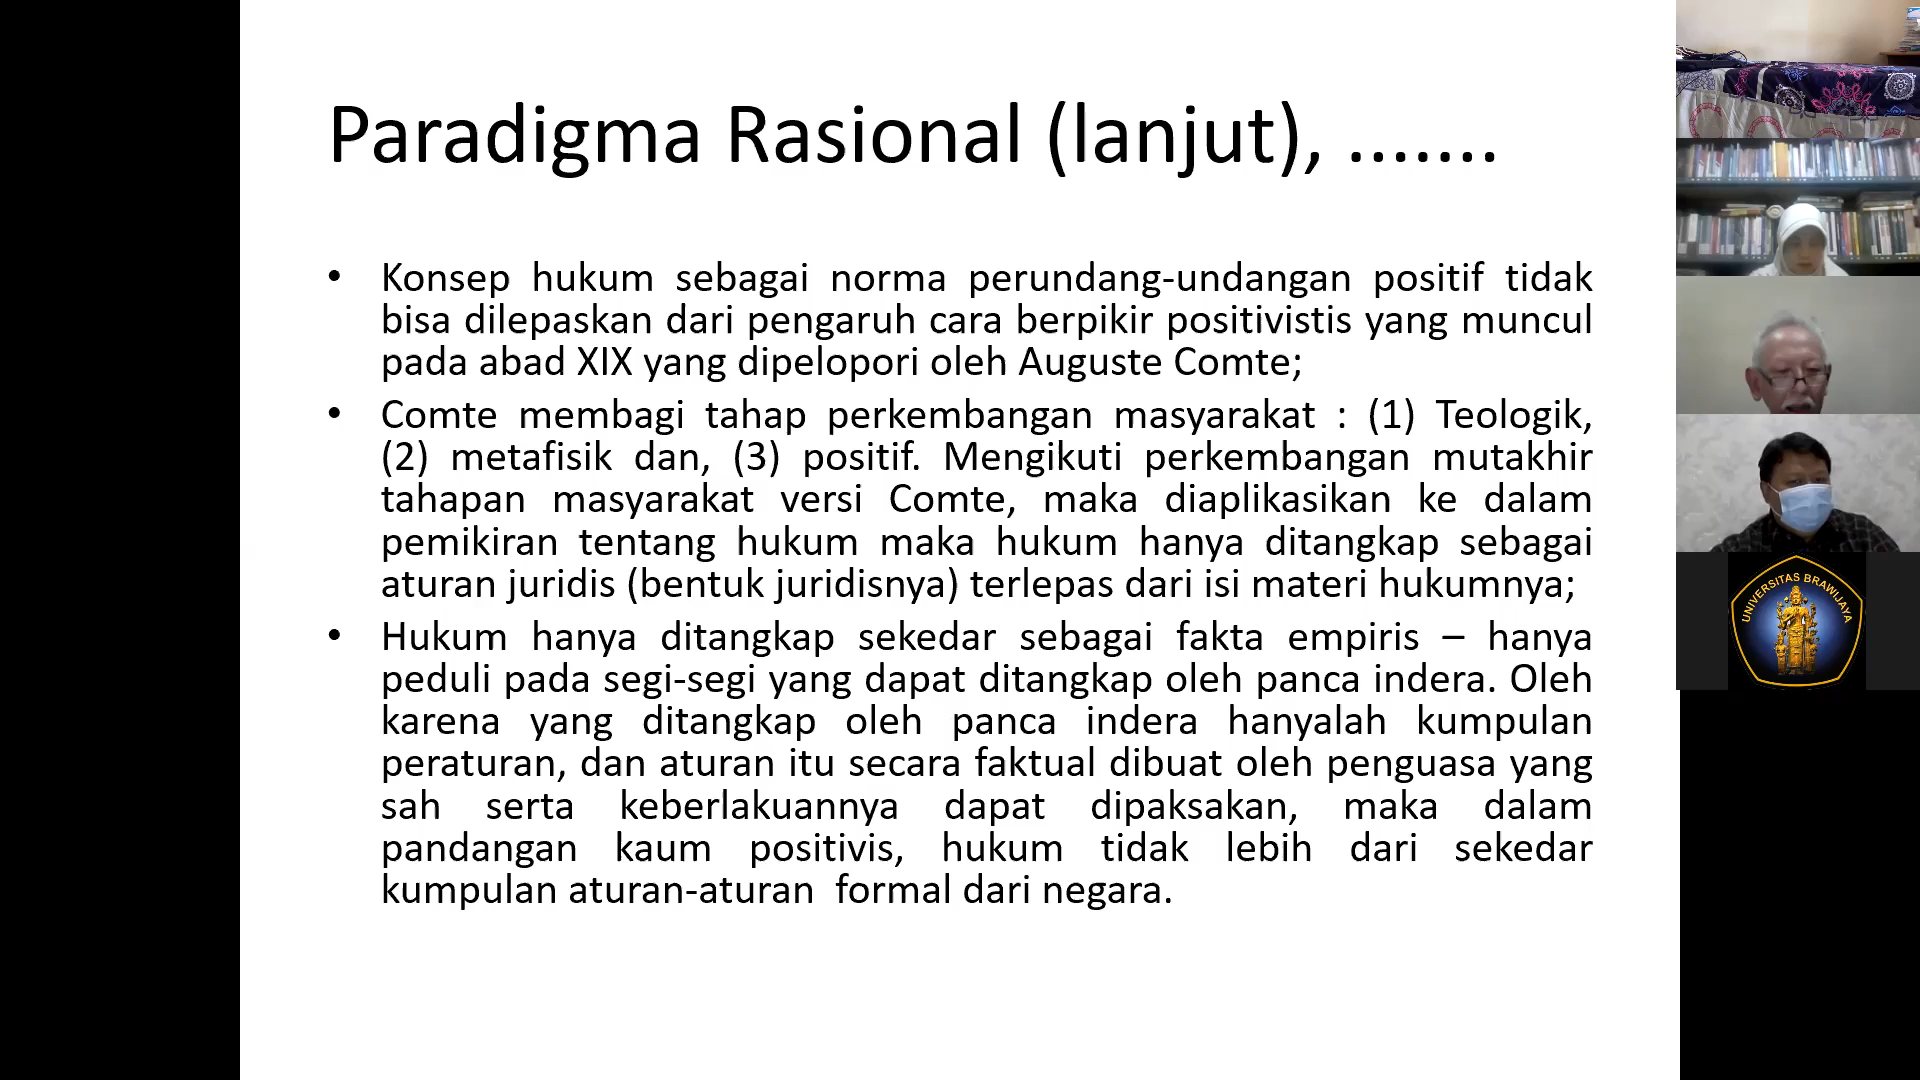 Paradigma Rasional (lanjut), .......
• Konsep hukum sebagai norma perundang-undangan positif tidak
bisa dilepaskan dari pengaruh cara berpikir positivistis yang muncul
pada abad XIX yang dipelopori oleh Auguste Comte;
• Comte membagi tahap perkembangan masyarakat : (1) Teologik,
(2) metafisik dan, (3) positif. Mengikuti perkembangan mutakhir
tahapan masyarakat versi Comte, maka diaplikasikan ke dalam
pemikiran tentang hukum maka hukum hanya ditangkap sebagai
aturan juridis (bentuk juridisnya) terlepas dari isi materi hukumnya;
• Hukum hanya ditangkap sekedar sebagai fakta empiris – hanya
peduli pada segi-segi yang dapat ditangkap oleh panca indera. Oleh
karena yang ditangkap oleh panca indera hanyalah kumpulan
peraturan, dan aturan itu secara faktual dibuat oleh penguasa yang
sah serta keberlakuannya dapat dipaksakan, maka dalam
pandangan kaum positivis, hukum tidak lebih dari sekedar
kumpulan aturan-aturan  formal dari negara.
UNIVERSITAS BRAWIJAYA